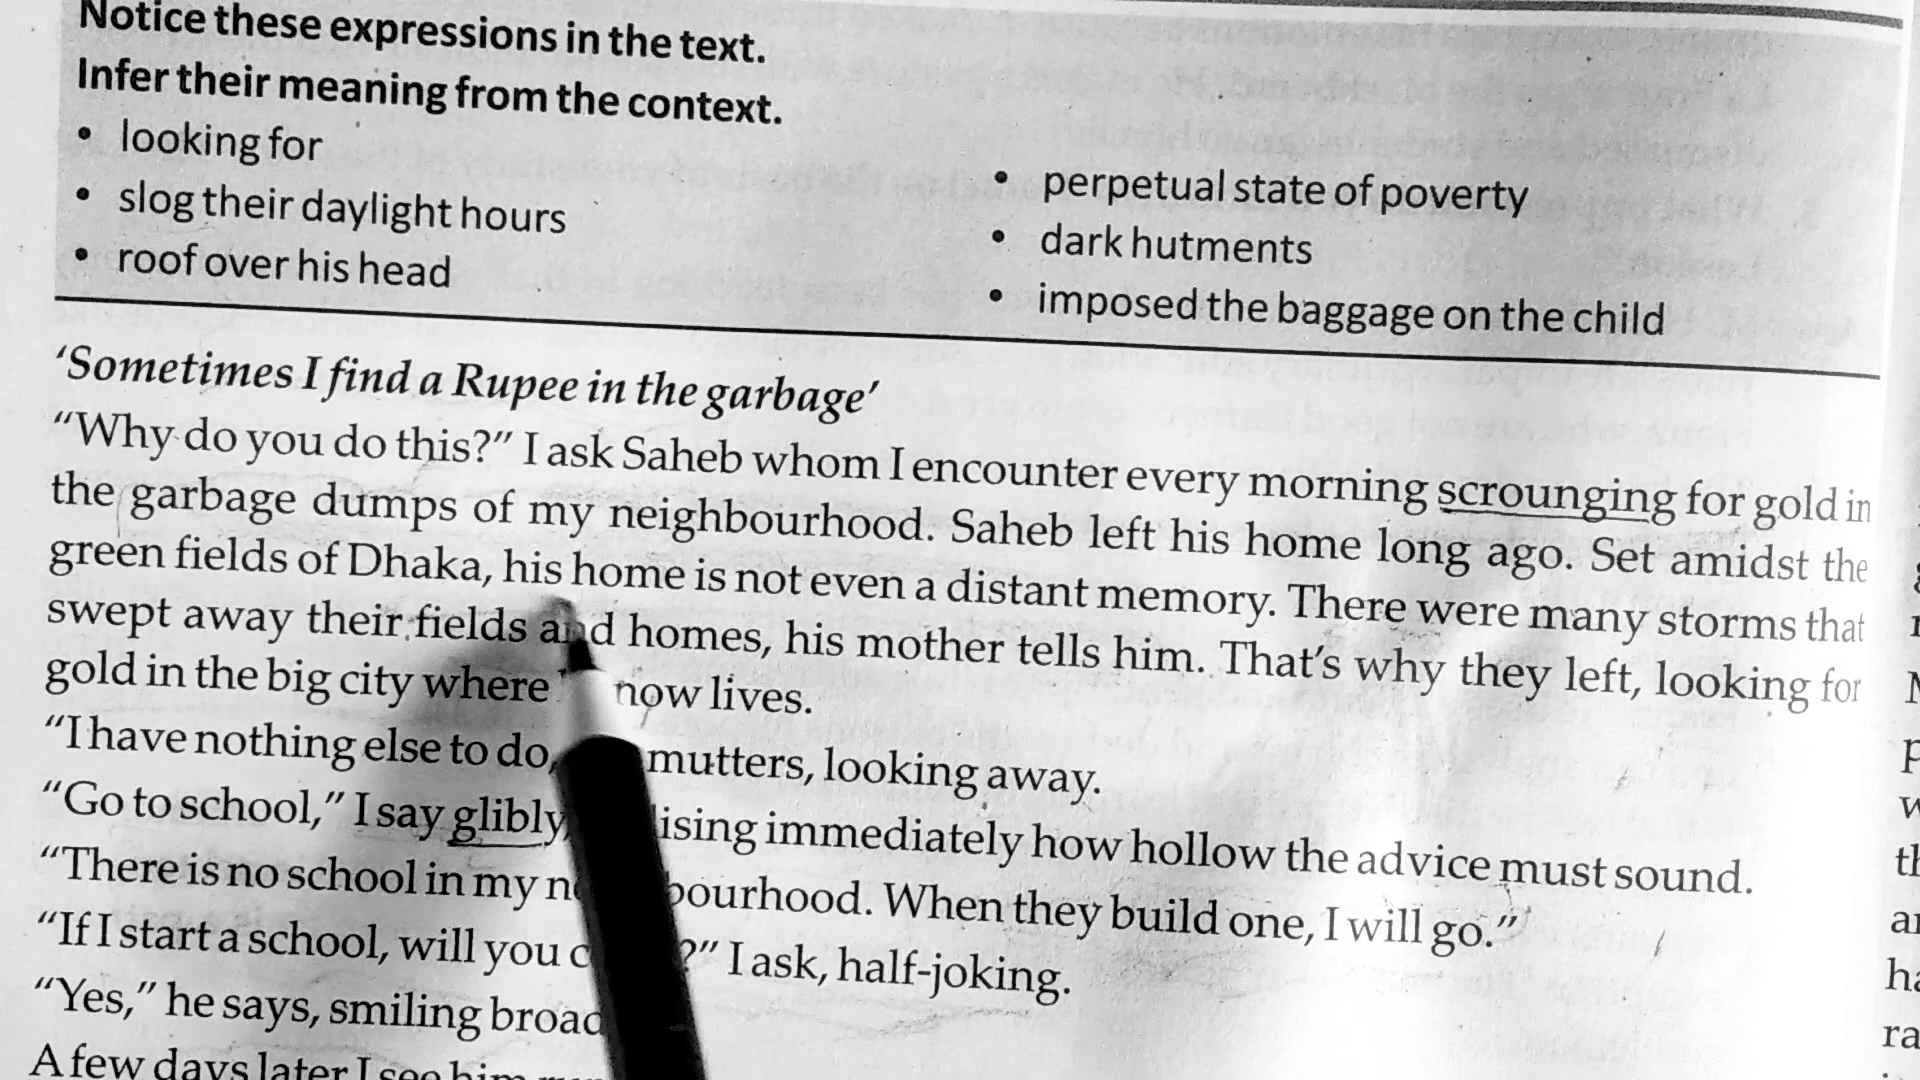 Notice these expressions in the text.
Infer their meaning from the context.
• looking for
• slog their daylight hours
• roof over his head
• perpetual state of poverty
• dark hutments
• imposed the baggage on the child
‘Sometimes I find a Rupee in the garbage’
“Why do you do this?” I ask Saheb whom I encounter every morning scrounging for gold in
the garbage dumps of my neighbourhood. Saheb left his home long ago. Set amidst the
green fields of Dhaka, his home is not even a distant memory. There were many storms that
swept away their fields and homes, his mother tells him. That’s why they left, looking for
gold in the big city where now lives.
“I have nothing else to do, mutters, looking away.
“Go to school,” I say glibly, immediately how hollow the advice must sound.
“There is no school in my When they build one, I will go.”
“If I start a school, will you ?” I ask, half-joking.
“Yes,” he says, smiling
A few days later I see him